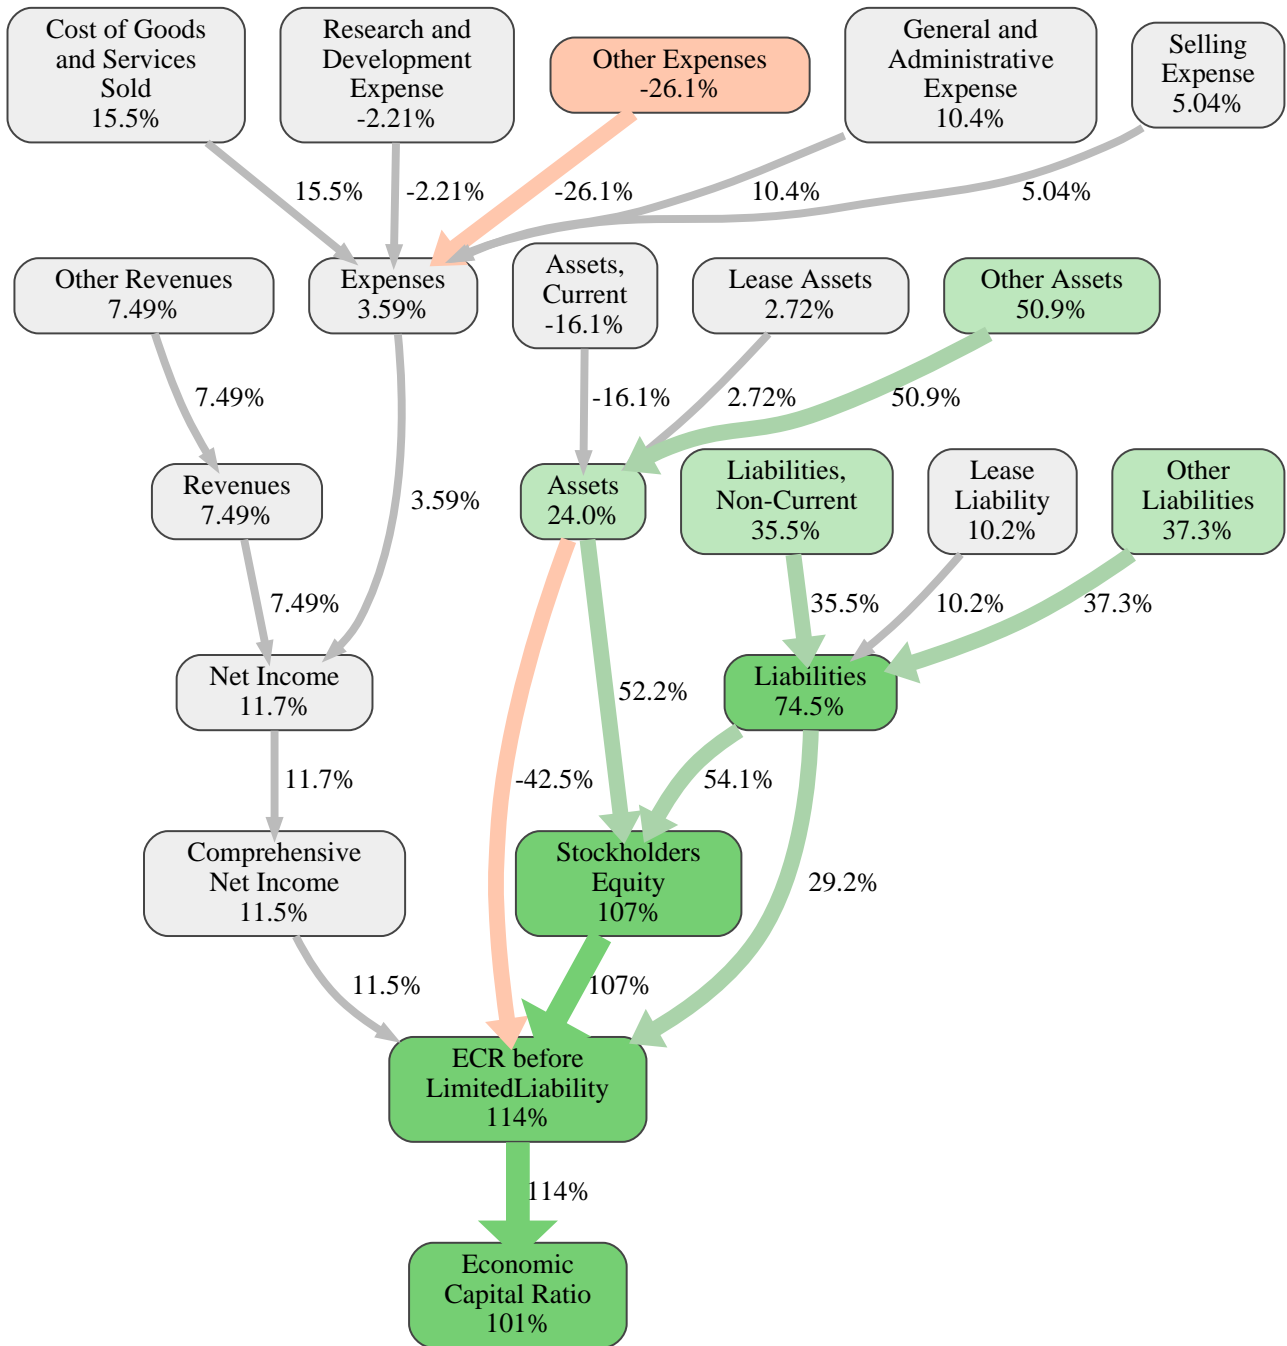 Cost of Goods
and Services
Sold
15.5%
Research and
Development
Expense
-2.21%
Other Expenses
-26.1%
General and
Administrative
Expense
10.4%
Selling
Expense
5.04%
15.5%
-2.21%
-26.1%
10.4%
5.04%
Other Revenues
7.49%
Expenses
3.59%
Assets,
Current
-16.1%
Lease Assets
2.72%
Other Assets
50.9%
7.49%
-16.1%
2.72%
50.9%
Revenues
7.49%
3.59%
Assets
24.0%
Liabilities,
Non-Current
35.5%
Lease
Liability
10.2%
Other
Liabilities
37.3%
7.49%
35.5%
10.2%
37.3%
Net Income
11.7%
52.2%
Liabilities
74.5%
11.7%
-42.5%
54.1%
Comprehensive
Net Income
11.5%
Stockholders
Equity
107%
29.2%
11.5%
107%
ECR before
LimitedLiability
114%
114%
Economic
Capital Ratio
101%